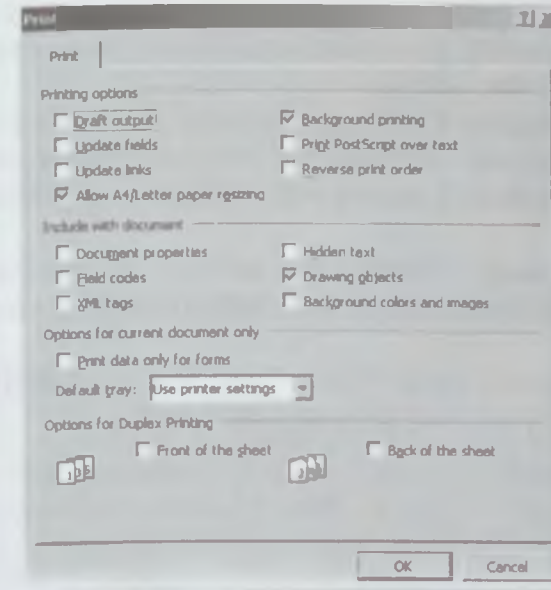 Print
Print
Printing options
Draft output
Background printing
Update fields
Print PostScript over text
Update links
Reverse print order
Allow A4/Letter paper resizing
Include with document
Document properties
Hidden text
Field codes
Drawing objects
XML tags
Background colors and images
Options for current document only
Print data only for forms
Default tray: Use printer settings
Options for Duplex Printing
Front of the sheet
Back of the sheet
1 3 5
OK
Cancel